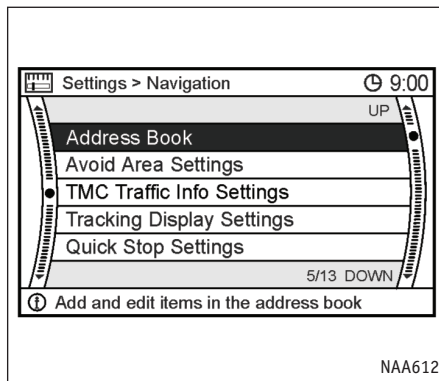 Settings > Navigation 9:00
UP
Address Book
Avoid Area Settings
TMC Traffic Info Settings
Tracking Display Settings
Quick Stop Settings
5/13 DOWN
Add and edit items in the address book
NAA612